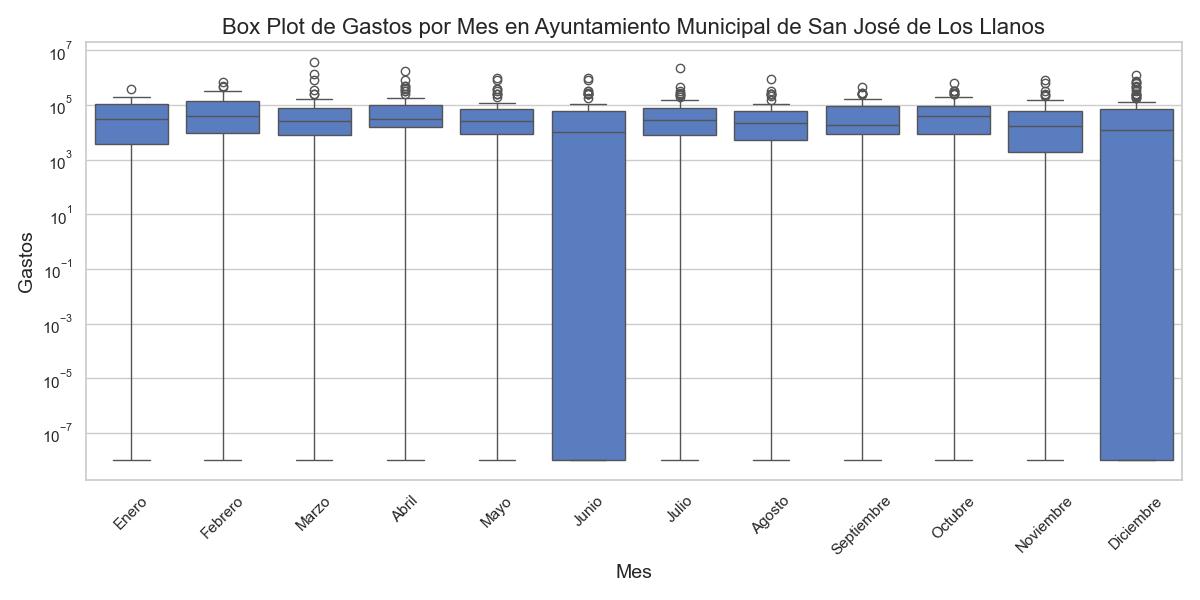 Box Plot de Gastos por Mes en Ayuntamiento Municipal de San José de Los Llanos
Gastos
10^7
10^5
10^3
10^1
10^−1
10^−3
10^−5
10^−7
Enero
Febrero
Marzo
Abril
Mayo
Junio
Julio
Agosto
Septiembre
Octubre
Noviembre
Diciembre
Mes